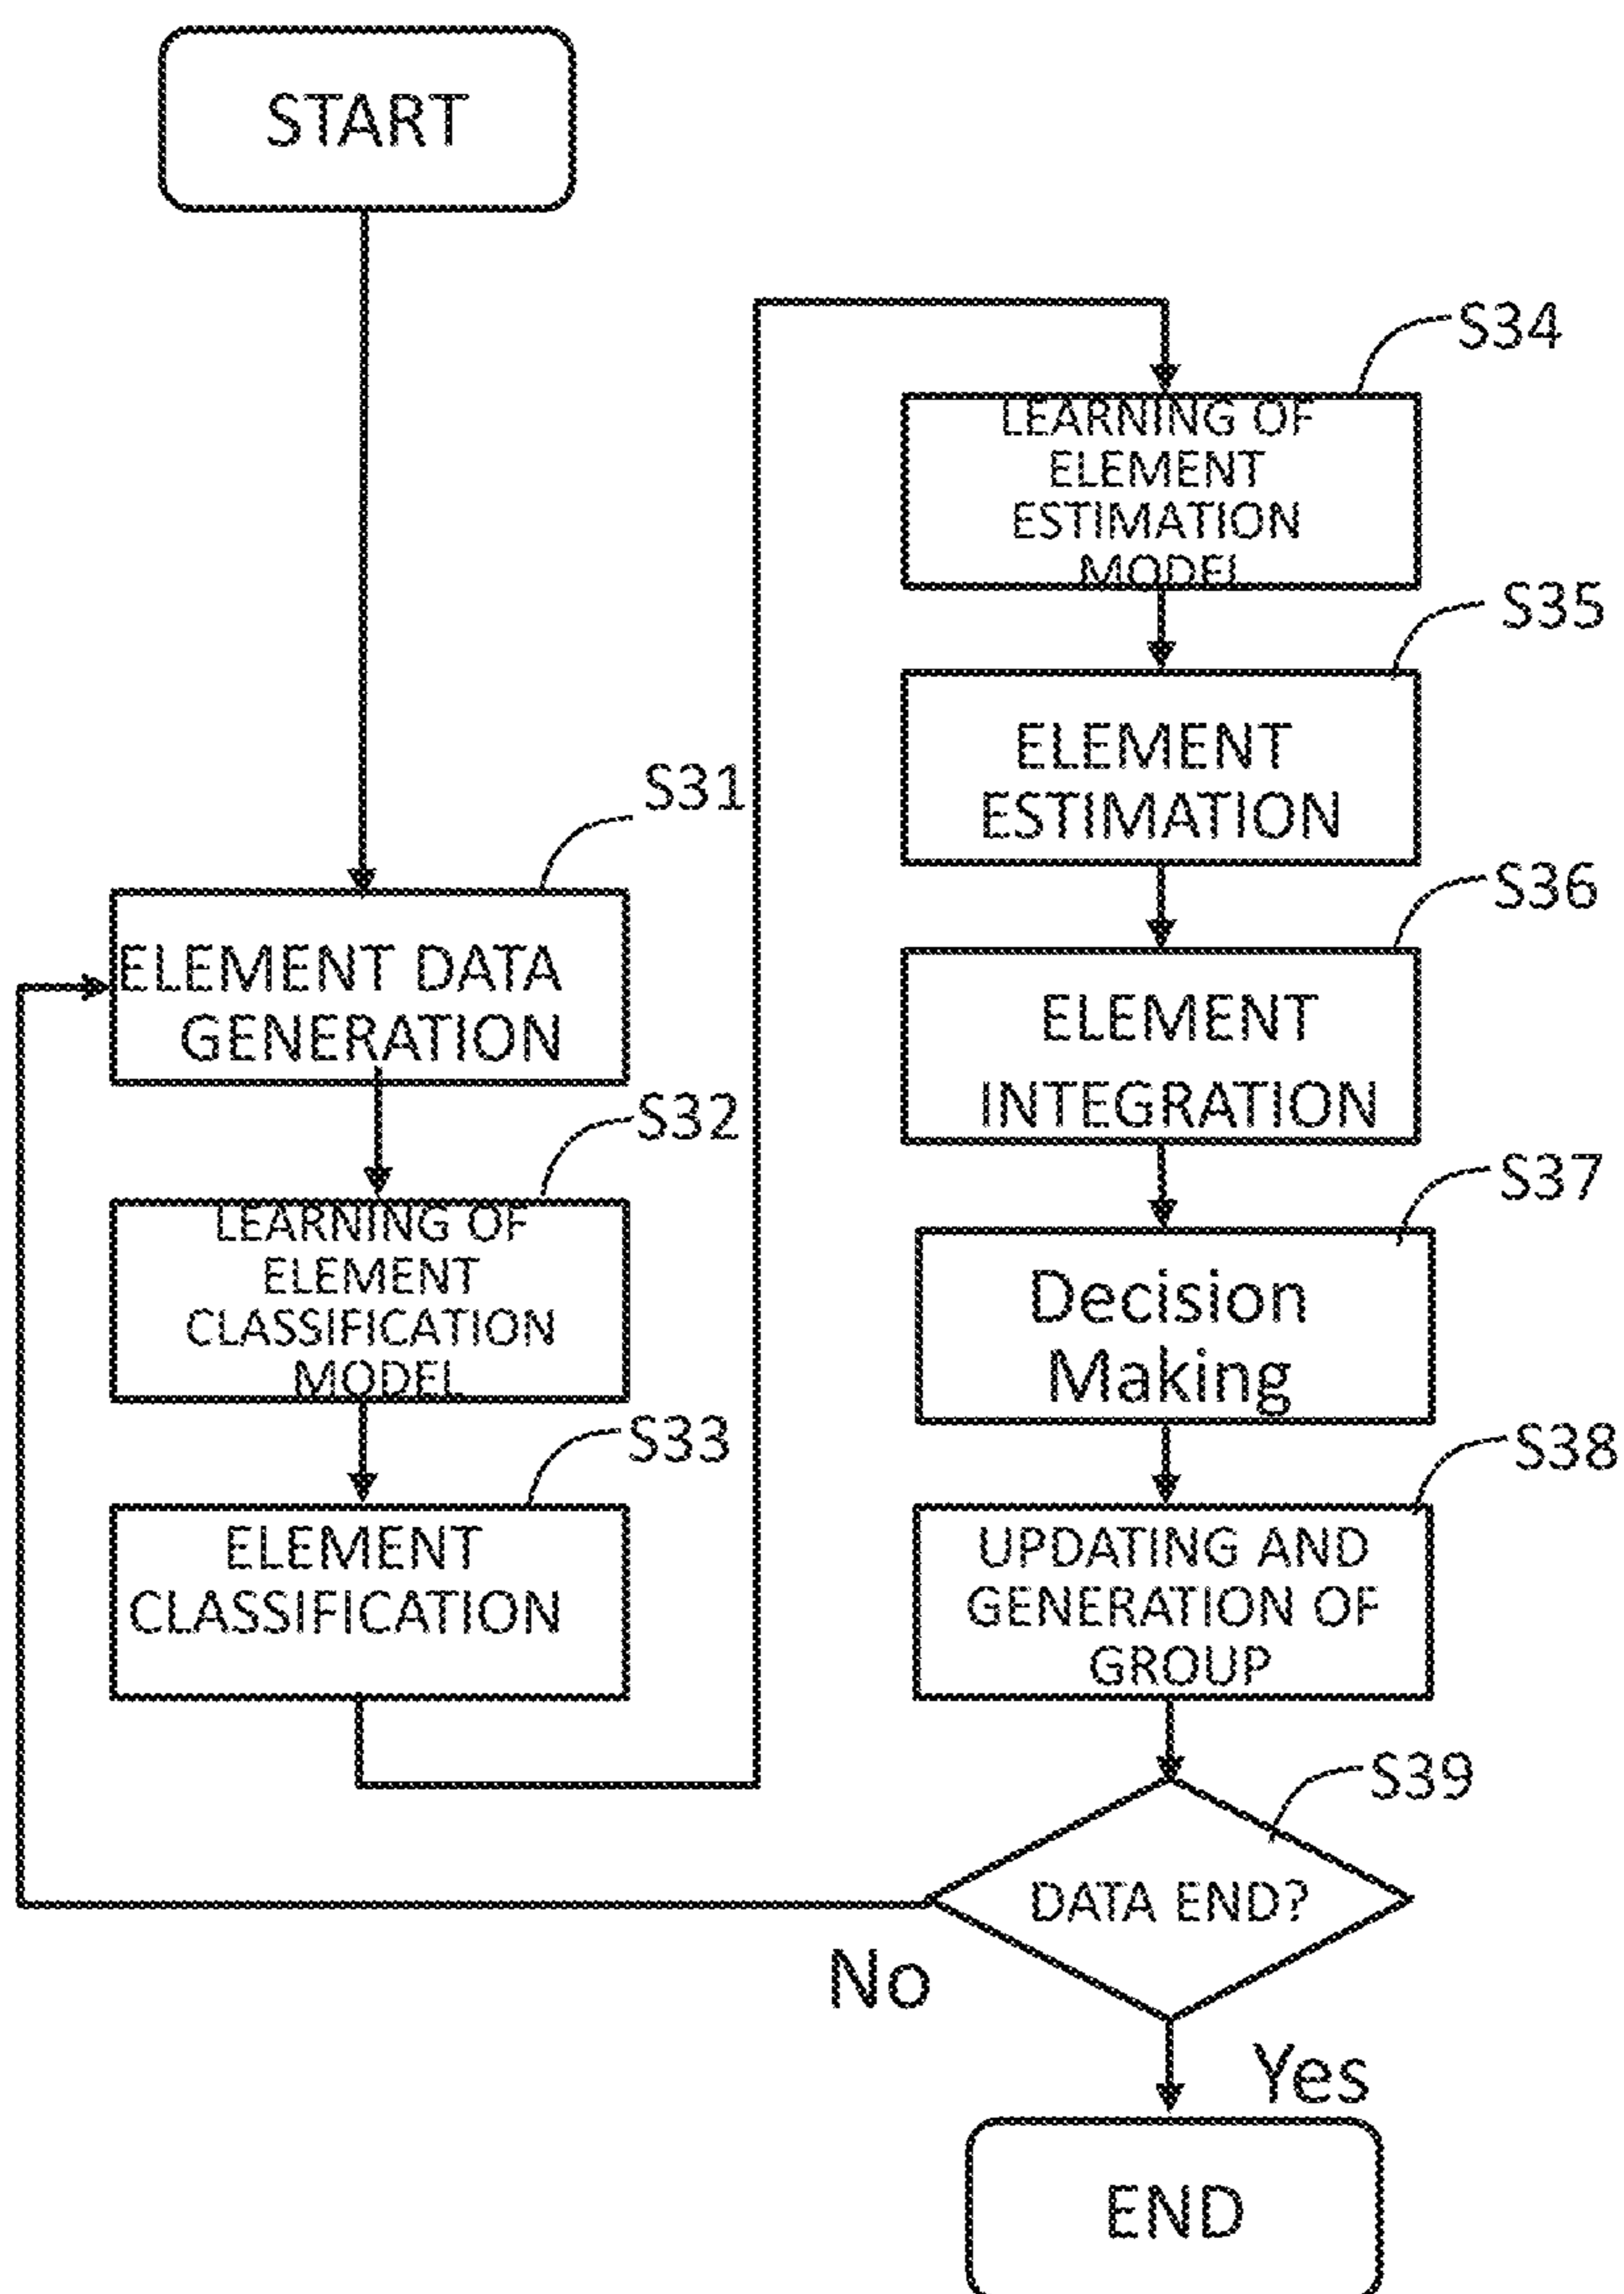 START
S31
ELEMENT DATA
GENERATION
S32
LEARNING OF
ELEMENT
CLASSIFICATION
MODEL
S33
ELEMENT
CLASSIFICATION
S34
LEARNING OF
ELEMENT
ESTIMATION
MODEL
S35
ELEMENT
ESTIMATION
S36
ELEMENT
INTEGRATION
S37
Decision
Making
S38
UPDATING AND
GENERATION OF
GROUP
S39
DATA END?
No
Yes
END